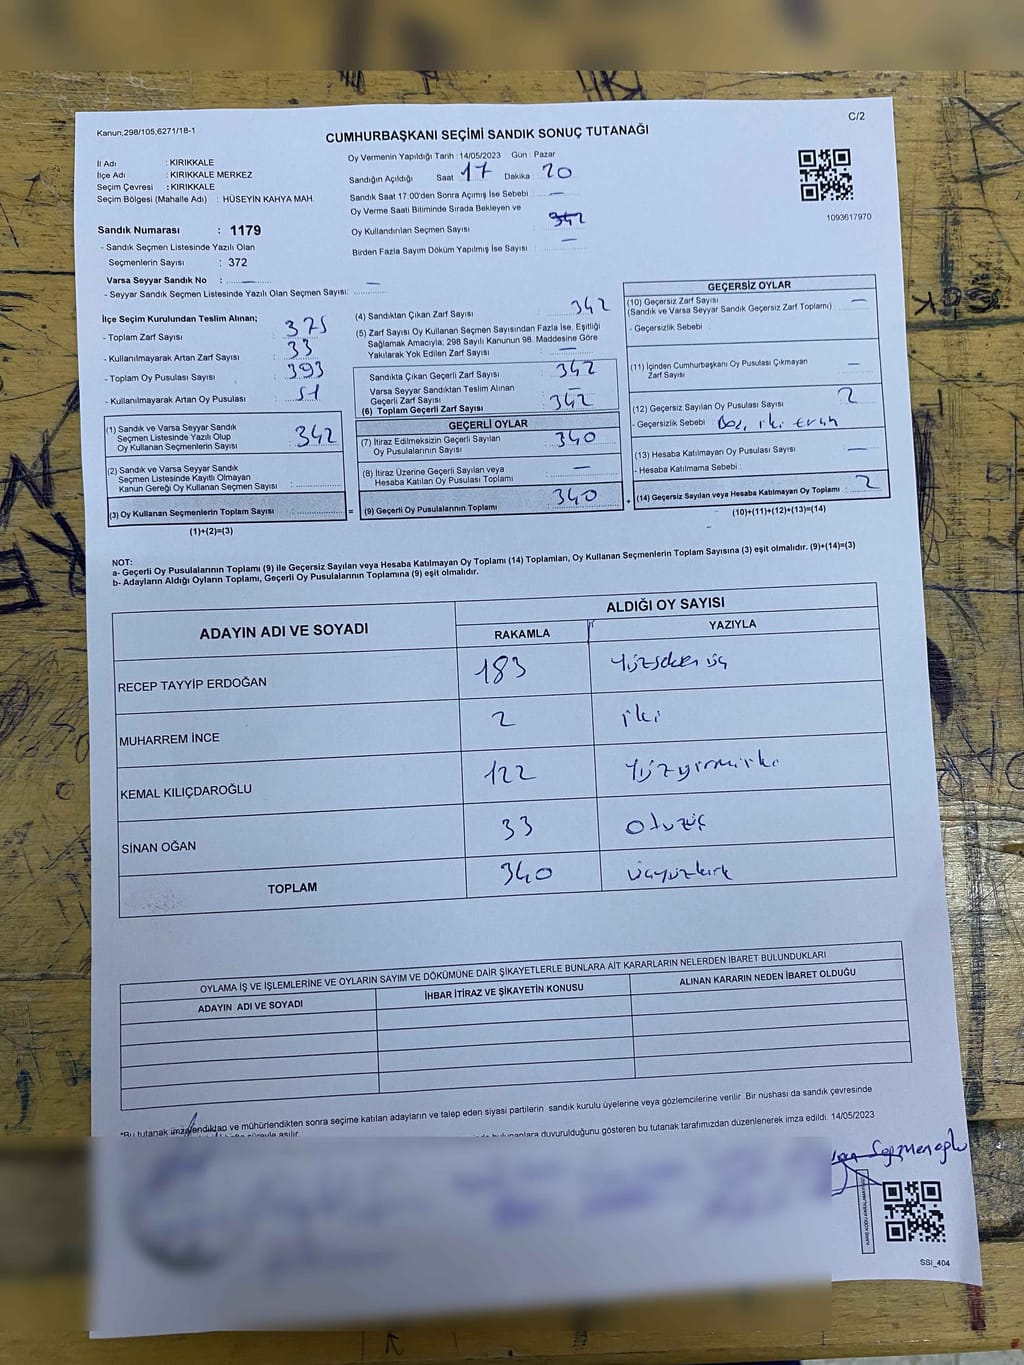 Kanun;298/105,6271/18-1
C/2
CUMHURBAŞKANI SEÇİMİ SANDIK SONUÇ TUTANAĞI
İl Adı : KIRIKKALE
İlçe Adı : KIRIKKALE MERKEZ
Seçim Çevresi : KIRIKKALE
Seçim Bölgesi (Mahalle Adı) : HÜSEYİN KAHYA MAH.
Oy Vermenin Yapıldığı Tarih : 14/05/2023 Gün : Pazar
Sandığın Açıldığı Saat 17 Dakika : 20
Sandık Saat 17.00'den Sonra Açımış İse Sebebi : —
Oy Verme Saati Bitiminde Sırada Bekleyen ve
Oy Kullandırılan Seçmen Sayısı : 342
Birden Fazla Sayım Döküm Yapılmış İse Sayısı : —
1093617970
Sandık Numarası : 1179
- Sandık Seçmen Listesinde Yazılı Olan
Seçmenlerin Sayısı : 372
Varsa Seyyar Sandık No : —
- Seyyar Sandık Seçmen Listesinde Yazılı Olan Seçmen Sayısı: —
İlçe Seçim Kurulundan Teslim Alınan;
- Toplam Zarf Sayısı : 375
- Kullanılmayarak Artan Zarf Sayısı : 33
- Toplam Oy Pusulası Sayısı : 393
- Kullanılmayarak Artan Oy Pusulası : 51
(1) Sandık ve Varsa Seyyar Sandık
Seçmen Listesinde Yazılı Olup
Oy Kullanan Seçmenlerin Sayısı : 342
(2) Sandık ve Varsa Seyyar Sandık
Seçmen Listesinde Kayıtlı Olmayan
Kanun Gereği Oy Kullanan Seçmen Sayısı :
(3) Oy Kullanan Seçmenlerin Toplam Sayısı : =
(1)+(2)=(3)
(4) Sandıktan Çıkan Zarf Sayısı : 342
(5) Zarf Sayısı Oy Kullanan Seçmen Sayısından Fazla İse, Eşitliği
Sağlamak Amacıyla; 298 Sayılı Kanunun 98. Maddesine Göre
Yakılarak Yok Edilen Zarf Sayısı : —
Sandıkta Çıkan Geçerli Zarf Sayısı : 342
Varsa Seyyar Sandıktan Teslim Alınan
Geçerli Zarf Sayısı : —
(6) Toplam Geçerli Zarf Sayısı : 342
GEÇERLİ OYLAR
(7) İtiraz Edilmeksizin Geçerli Sayılan
Oy Pusulalarının Sayısı : 340
(8) İtiraz Üzerine Geçerli Sayılan veya
Hesaba Katılan Oy Pusulası Toplamı : —
(9) Geçerli Oy Pusulalarının Toplamı : 340 +
GEÇERSİZ OYLAR
(10) Geçersiz Zarf Sayısı
(Sandık ve Varsa Seyyar Sandık Geçersiz Zarf Toplamı) : —
- Geçersizlik Sebebi :
(11) İçinden Cumhurbaşkanı Oy Pusulası Çıkmayan
Zarf Sayısı : —
(12) Geçersiz Sayılan Oy Pusulası Sayısı : 2
- Geçersizlik Sebebi : Boş, iki
(13) Hesaba Katılmayan Oy Pusulası Sayısı : —
- Hesaba Katılmama Sebebi :
(14) Geçersiz Sayılan veya Hesaba Katılmayan Oy Toplamı : 2
(10)+(11)+(12)+(13)=(14)
NOT:
a- Geçerli Oy Pusulalarının Toplamı (9) ile Geçersiz Sayılan veya Hesaba Katılmayan Oy Toplamı (14) Toplamları, Oy Kullanan Seçmenlerin Toplam Sayısına (3) eşit olmalıdır. (9)+(14)=(3)
b- Adayların Aldığı Oyların Toplamı, Geçerli Oy Pusulalarının Toplamına (9) eşit olmalıdır.
ADAYIN ADI VE SOYADI
ALDIĞI OY SAYISI
RAKAMLA YAZIYLA
RECEP TAYYİP ERDOĞAN 183 Yüzseksen üç
MUHARREM İNCE 2 iki
KEMAL KILIÇDAROĞLU 122 Yüzyirmiiki
SİNAN OĞAN 33 Otuzüç
TOPLAM 340 üçyüzkırk
OYLAMA İŞ VE İŞLEMLERİNE VE OYLARIN SAYIM VE DÖKÜMÜNE DAİR ŞİKAYETLERLE BUNLARA AİT KARARLARIN NELERDEN İBARET BULUNDUKLARI
ADAYIN ADI VE SOYADI İHBAR İTİRAZ VE ŞİKAYETİN KONUSU ALINAN KARARIN NEDEN İBARET OLDUĞU
*Bu tutanak imzalendiktan ve mühürlendikten sonra seçime katılan adayların ve talep eden siyasi partilerin sandık kurulu üyelerine veya gözlemcilerine verilir. Bir nüshası da sandık çevresinde
süreyle asılır.
bulunanlara duyurulduğunu gösteren bu tutanak tarafımızdan düzenlenerek imza edildi. 14/05/2023
Seçmenoğlu
SSI_404